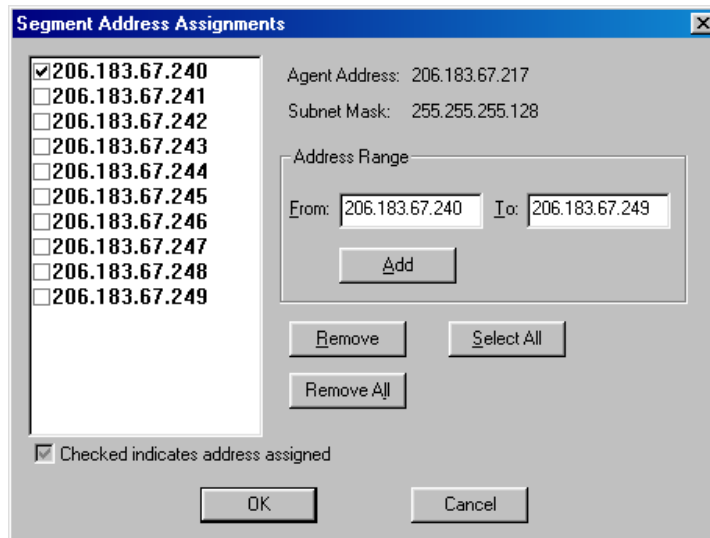 Segment Address Assignments
206.183.67.240
206.183.67.241
206.183.67.242
206.183.67.243
206.183.67.244
206.183.67.245
206.183.67.246
206.183.67.247
206.183.67.248
206.183.67.249
Agent Address: 206.183.67.217
Subnet Mask: 255.255.255.128
Address Range
From: 206.183.67.240 To: 206.183.67.249
Add
Remove Select All
Remove All
Checked indicates address assigned
OK Cancel